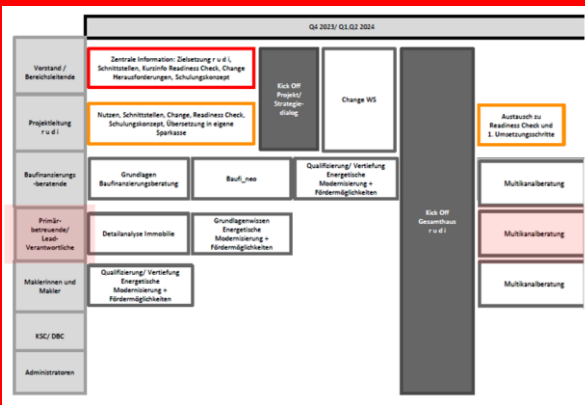 Q4 2023/ Q1,Q2 2024
Vorstand /
Bereichsleitende
Zentrale Information: Zielsetzung r u d i,
Schnittstellen, Kurzinfo Readiness Check, Change
Herausforderungen, Schulungskonzept
Kick Off
Projekt/
Strategie-
dialog
Change WS
Projektleitung
r u d i
Nutzen, Schnittstellen, Change, Readiness Check,
Schulungskonzept, Übersetzung in eigene
Sparkasse
Austausch zu
Readiness Check und
1. Umsetzungsschritte
Baufinanzierungs
-beratende
Grundlagen
Baufinanzierungsberatung
Baufi_neo
Qualifizierung/ Vertiefung
Energetische
Modernisierung +
Fördermöglichkeiten
Multikanalberatung
Kick Off
Gesamthaus
r u d i
Primär-
betreuende/
Lead-
Verantwortliche
Detailanalyse Immobilie
Grundlagenwissen
Energetische
Modernisierung +
Fördermöglichkeiten
Multikanalberatung
Maklerinnen und
Makler
Qualifizierung/ Vertiefung
Energetische
Modernisierung +
Fördermöglichkeiten
Multikanalberatung
KSC/ DBC
Administratoren